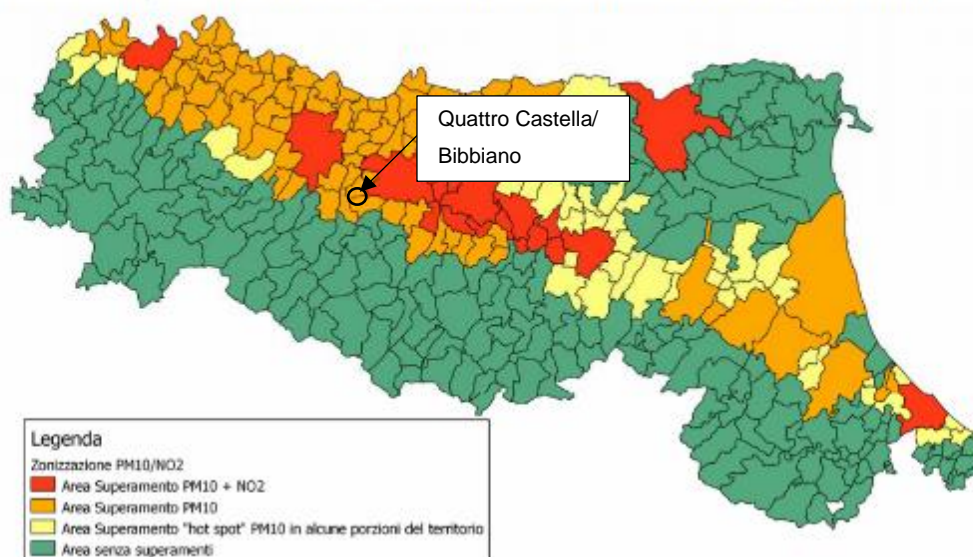 Quattro Castella/
Bibbiano
Legenda
Zonizzazione PM10/NO2
Area Superamento PM10 + NO2
Area Superamento PM10
Area Superamento "hot spot" PM10 in alcune porzioni del territorio
Area senza superamenti